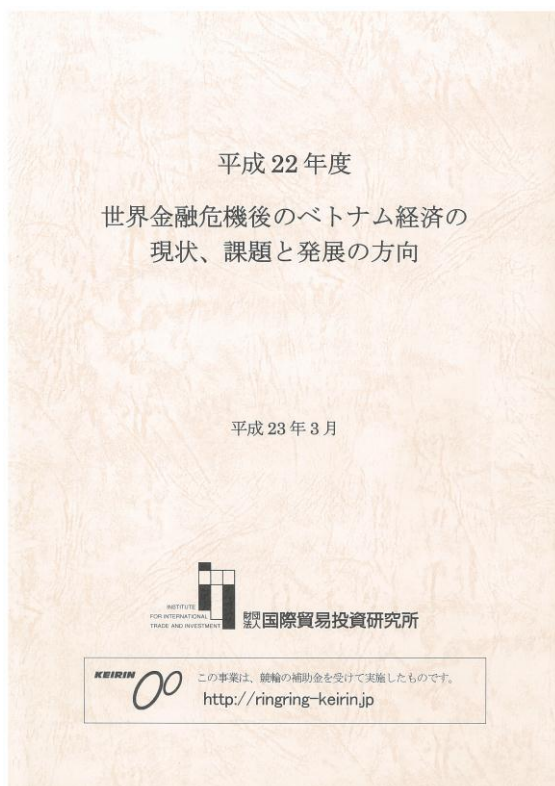 平成 22 年度
世界金融危機後のベトナム経済の
現状、課題と発展の方向
平成 23 年 3 月
INSTITUTE
FOR INTERNATIONAL
TRADE AND INVESTMENT
財団法人 国際貿易投資研究所
KEIRIN
この事業は、競輪の補助金を受けて実施したものです。
http://ringring-keirin.jp